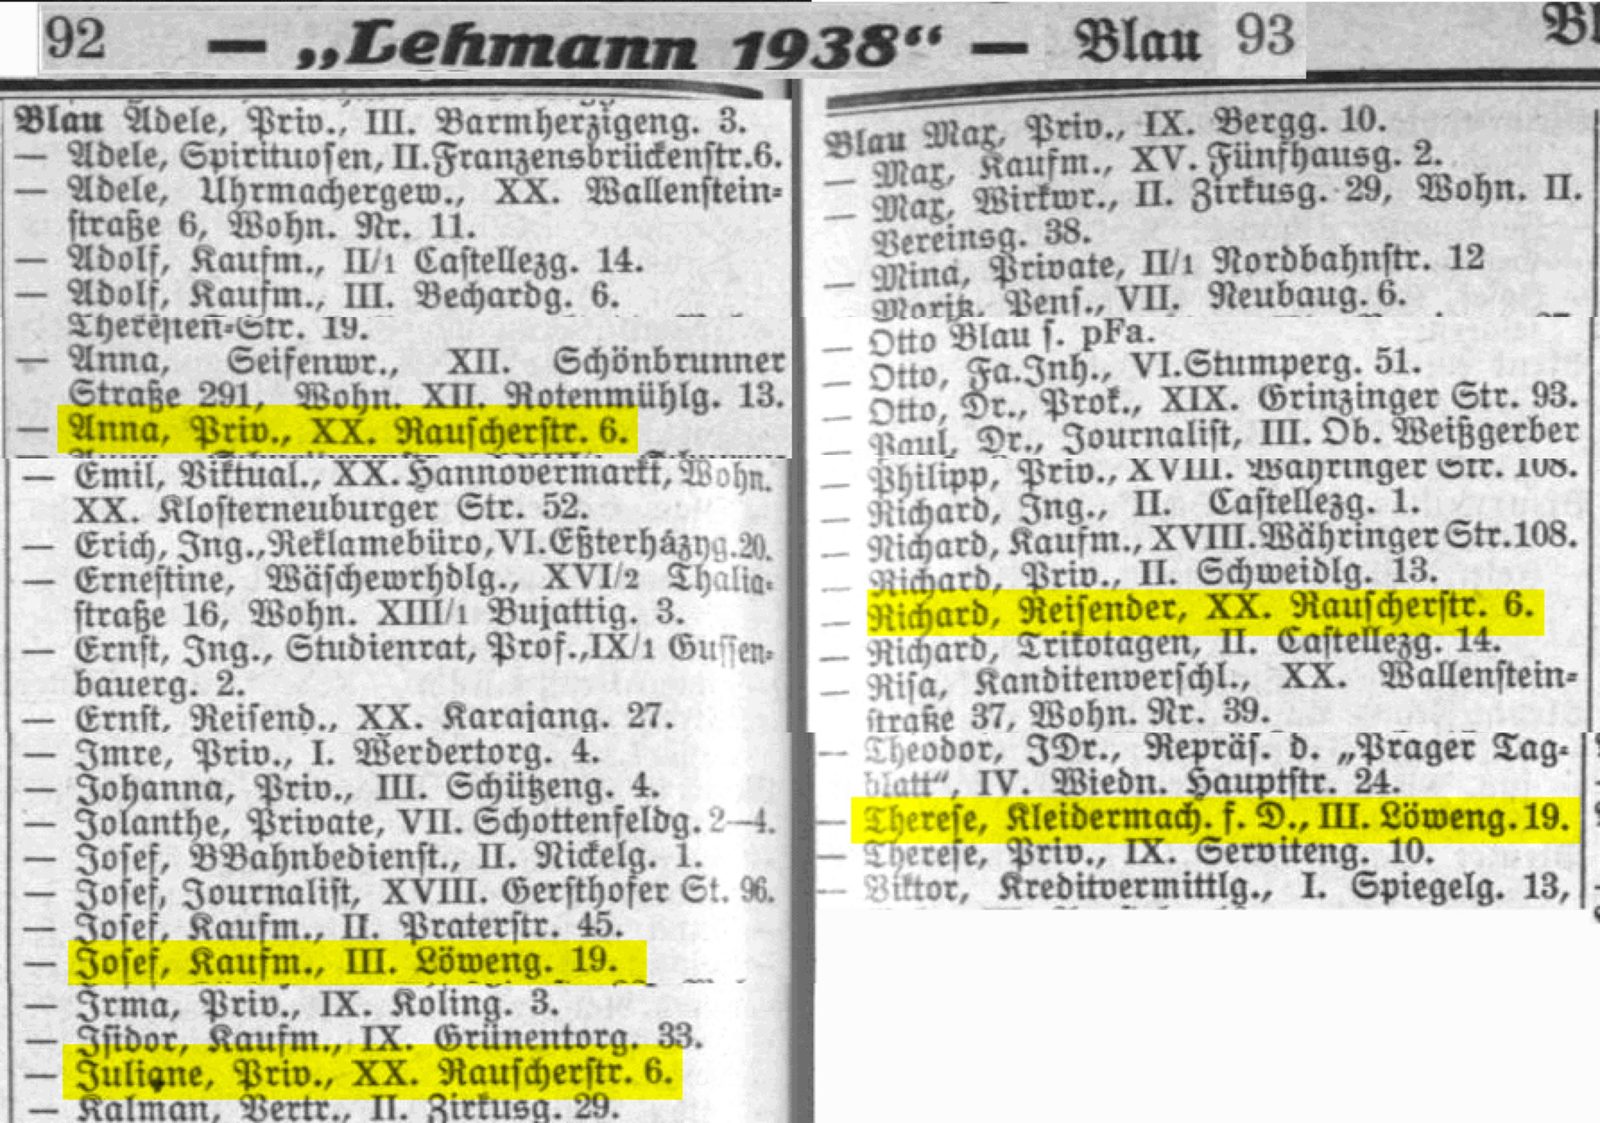 92 — „Lehmann 1938“ — Blau 93
Blau Adele, Priv., III. Barmherzigeng. 3.
— Adele, Spirituosen, II. Franzensbrückenstr. 6.
— Adele, Uhrmachergew., XX. Wallenstein-
straße 6, Wohn. Nr. 11.
— Adolf, Kaufm., II/1 Castellezg. 14.
— Adolf, Kaufm., III. Bechardg. 6.
Theresien-Str. 19.
— Anna, Seifenwr., XII. Schönbrunner
Straße 291, Wohn. XII. Rotenmühlg. 13.
— Anna, Priv., XX. Rauscherstr. 6.
— Emil, Viktual., XX. Hannovermarkt, Wohn.
XX. Klosterneuburger Str. 52.
— Erich, Ing., Reklamebüro, VI. Eßterházyg. 20.
— Ernestine, Wäschewrhdlg., XVI/2 Thalia-
straße 16, Wohn. XIII/1 Bujattig. 3.
— Ernst, Ing., Studienrat, Prof., IX/1 Gussen-
bauerg. 2.
— Ernst, Reisend., XX. Karajang. 27.
— Imre, Priv., I. Werdertorg. 4.
— Johanna, Priv., III. Schützeng. 4.
— Jolanthe, Private, VII. Schottenfeldg. 2—4.
— Josef, BBahnbedienst., II. Nickelg. 1.
— Josef, Journalist, XVIII. Gersthofer St. 96.
— Josef, Kaufm., II. Praterstr. 45.
— Josef, Kaufm., III. Löweng. 19.
— Irma, Priv., IX. Koling. 3.
— Isidor, Kaufm., IX. Grünentorg. 33.
— Juliane, Priv., XX. Rauscherstr. 6.
— Kalman, Vertr., II. Zirkusg. 29.
Blau Max, Priv., IX. Bergg. 10.
— Max, Kaufm., XV. Fünfhausg. 2.
— Max, Wirkwr., II. Zirkusg. 29, Wohn. II.
Vereinsg. 38.
— Mina, Private, II/1 Nordbahnstr. 12
Moritz, Pens., VII. Neubaug. 6.
— Otto Blau s. pFa.
— Otto, Fa.Inh., VI. Stumperg. 51.
— Otto, Dr., Prok., XIX. Grinzinger Str. 93.
— Paul, Dr., Journalist, III. Ob. Weißgerber
— Philipp, Priv., XVIII. Währinger Str. 108.
— Richard, Ing., II. Castellezg. 1.
— Richard, Kaufm., XVIII. Währinger Str. 108.
— Richard, Priv., II. Schweidlg. 13.
— Richard, Reisender, XX. Rauscherstr. 6.
— Richard, Trikotagen, II. Castellezg. 14.
— Risa, Kanditenverschl., XX. Wallenstein-
straße 37, Wohn. Nr. 39.
— Theodor, JDr., Repräs. d. „Prager Tag-
blatt“, IV. Wiedn. Hauptstr. 24.
— Therese, Kleidermach. f. D., III. Löweng. 19.
— Therese, Priv., IX. Serviteng. 10.
— Viktor, Kreditvermittlg., I. Spiegelg. 13,